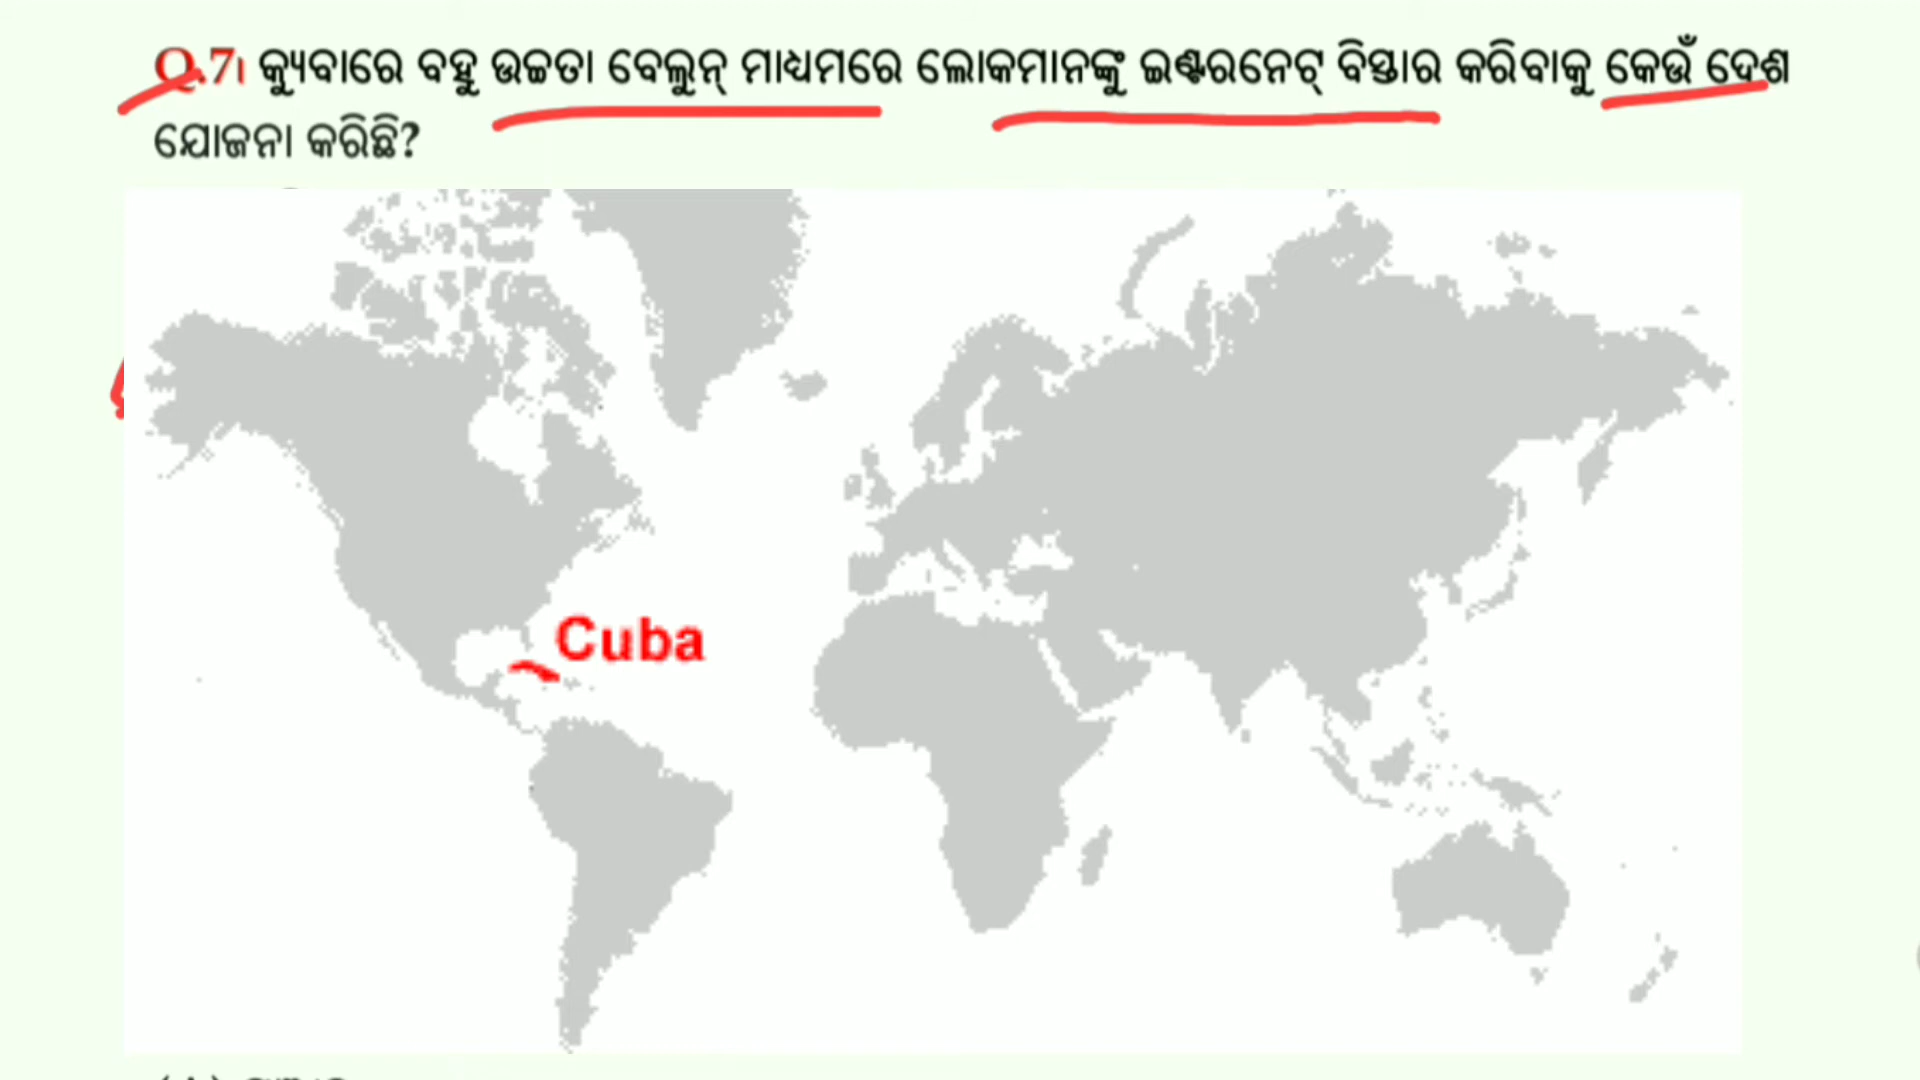 Q.7। କ୍ୟୁବାରେ ବହୁ ଉଚ୍ଚତା ବେଲୁନ୍ ମାଧ୍ୟମରେ ଲୋକମାନଙ୍କୁ ଇଣ୍ଟରନେଟ୍ ବିସ୍ତାର କରିବାକୁ କେଉଁ ଦେଶ
ଯୋଜନା କରିଛି?
Cuba